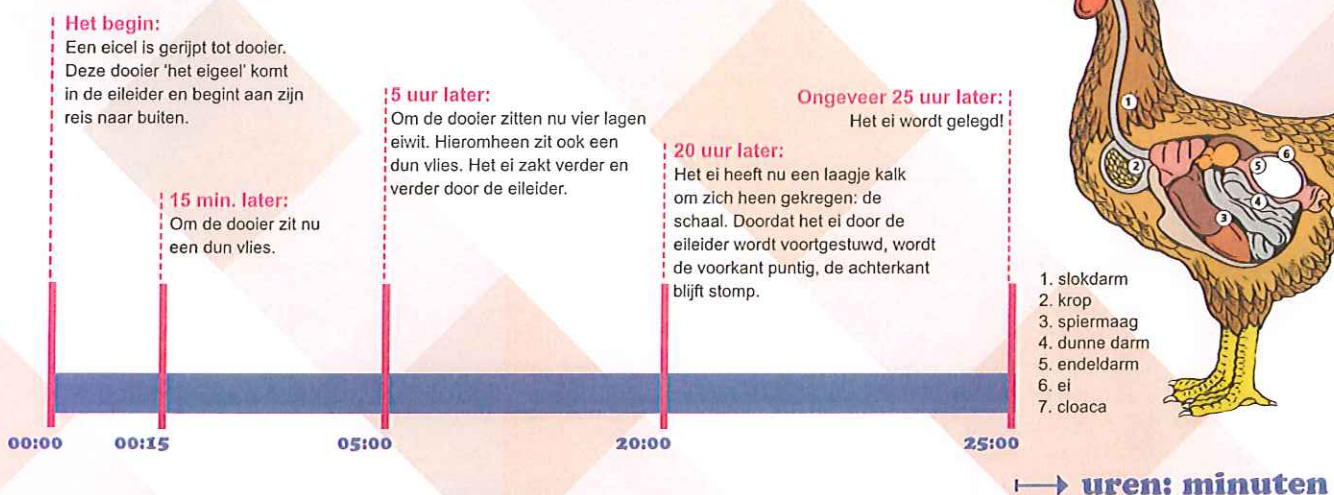 Het begin:
Een eicel is gerijpt tot dooier.
Deze dooier 'het eigeel' komt
in de eileider en begint aan zijn
reis naar buiten.
15 min. later:
Om de dooier zit nu
een dun vlies.
5 uur later:
Om de dooier zitten nu vier lagen
eiwit. Hieromheen zit ook een
dun vlies. Het ei zakt verder en
verder door de eileider.
20 uur later:
Het ei heeft nu een laagje kalk
om zich heen gekregen: de
schaal. Doordat het ei door de
eileider wordt voortgestuwd, wordt
de voorkant puntig, de achterkant
blijft stomp.
Ongeveer 25 uur later:
Het ei wordt gelegd!
00:00
00:15
05:00
20:00
25:00
uren: minuten
1
2
3
4
5
6
1. slokdarm
2. krop
3. spiermaag
4. dunne darm
5. endeldarm
6. ei
7. cloaca